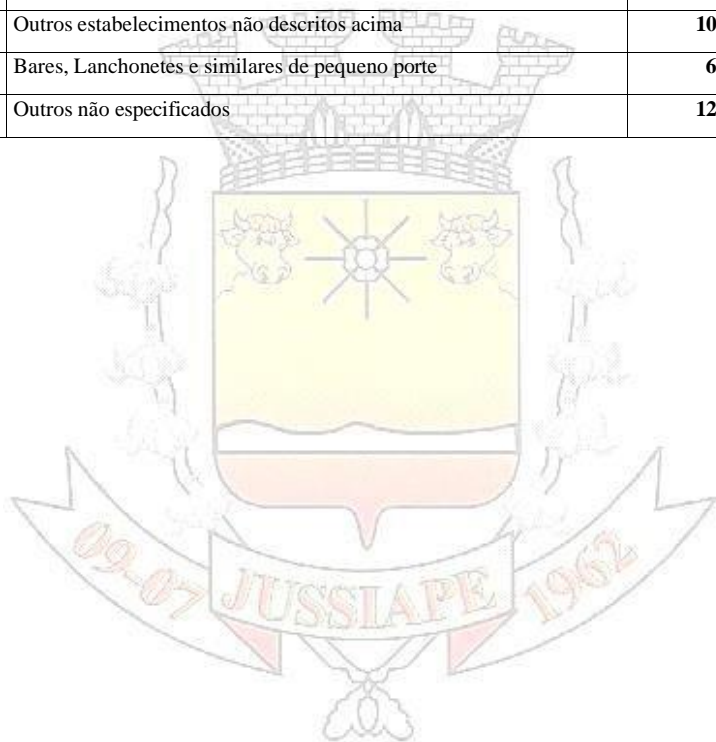 Outros estabelecimentos não descritos acima 10
Bares, Lanchonetes e similares de pequeno porte 6
Outros não especificados 12
09-07 JUSSIAPE 1962